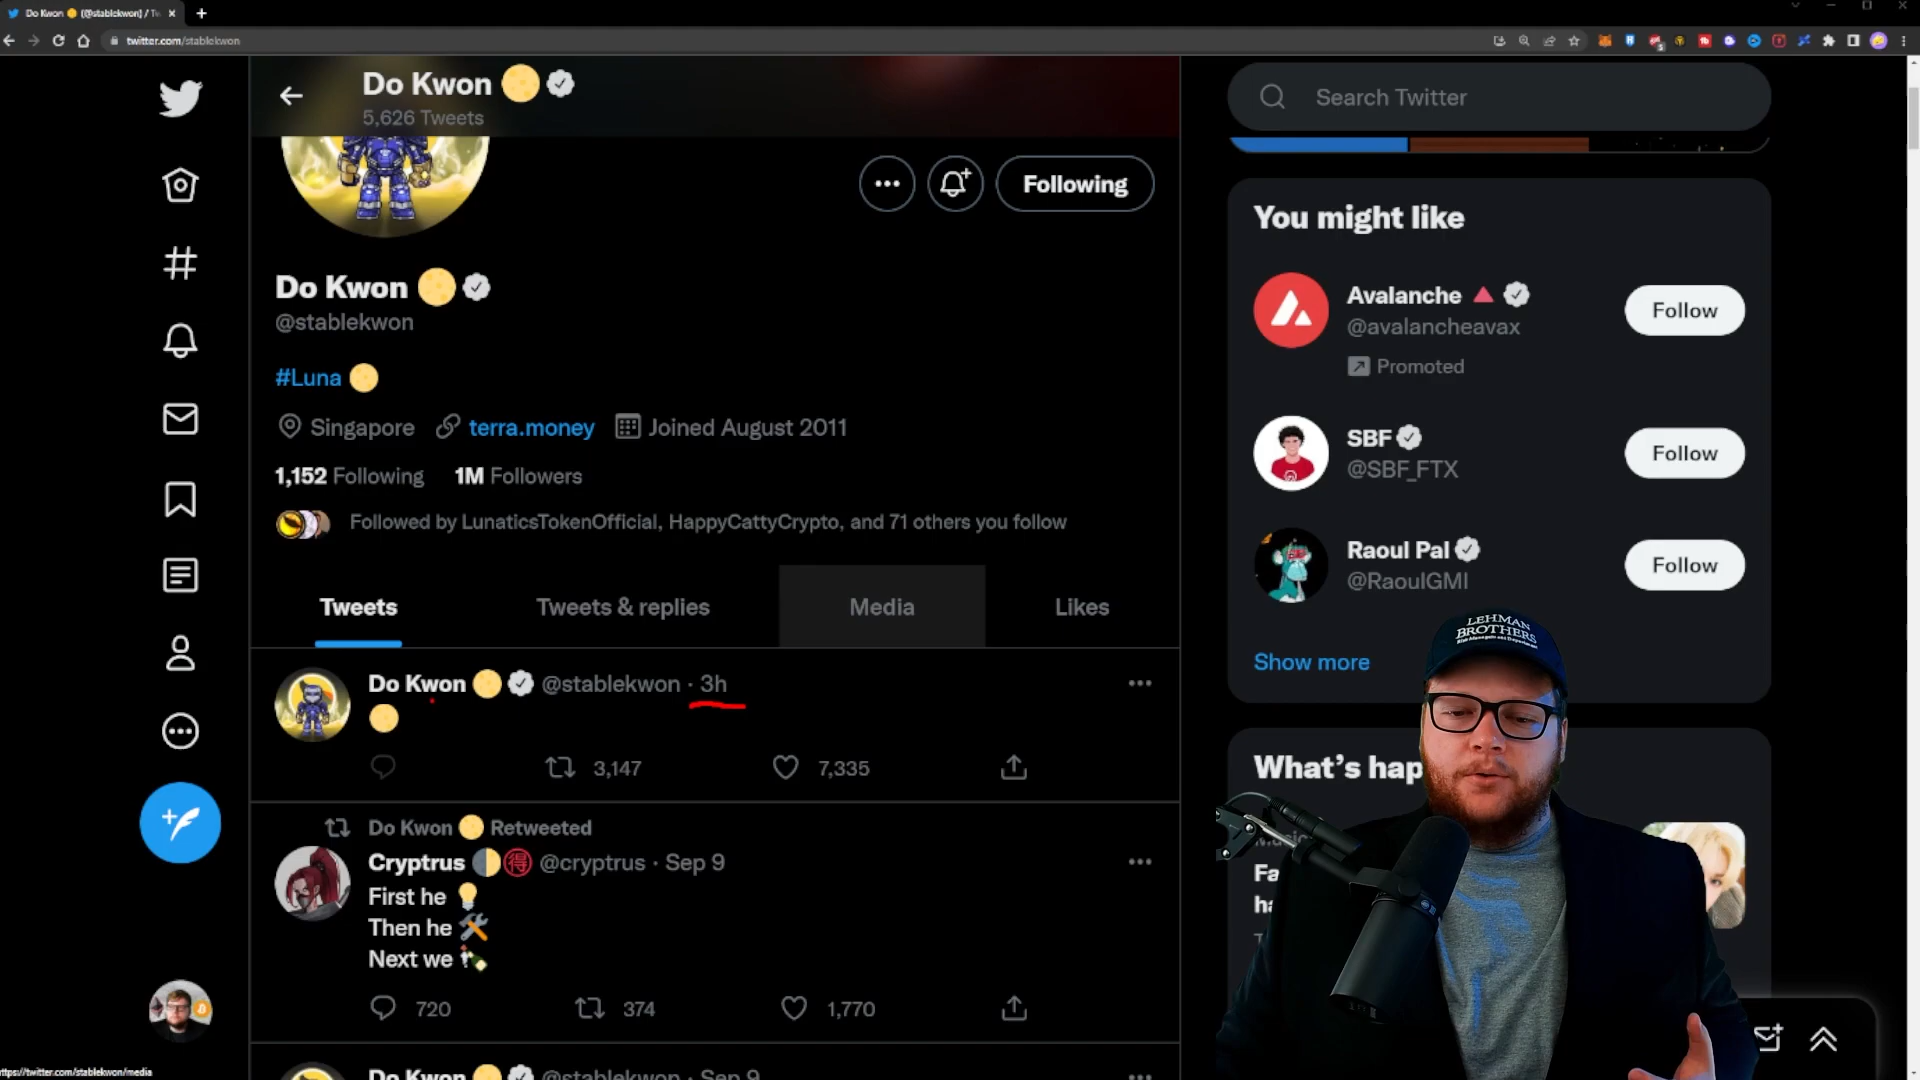 Do Kwon (@stablekwon) / Tw
twitter.com/stablekwon
Do Kwon
5,626 Tweets
Following
Do Kwon
@stablekwon
#Luna
Singapore terra.money Joined August 2011
1,152 Following 1M Followers
Followed by LunaticsTokenOfficial, HappyCattyCrypto, and 71 others you follow
Tweets Tweets & replies Media Likes
Do Kwon @stablekwon · 3h
3,147 7,335
Do Kwon Retweeted
Cryptrus 得 @cryptrus · Sep 9
First he
Then he
Next we
720 374 1,770
Do Kwon @stablekwon · Sep 9
Search Twitter
You might like
Avalanche
@avalancheavax
Promoted
Follow
SBF
@SBF_FTX
Follow
Raoul Pal
@RaoulGMI
Follow
Show more
What's hap
Fa
ha
LEHMAN
BROTHERS
ttps://twitter.com/stablekwon/media